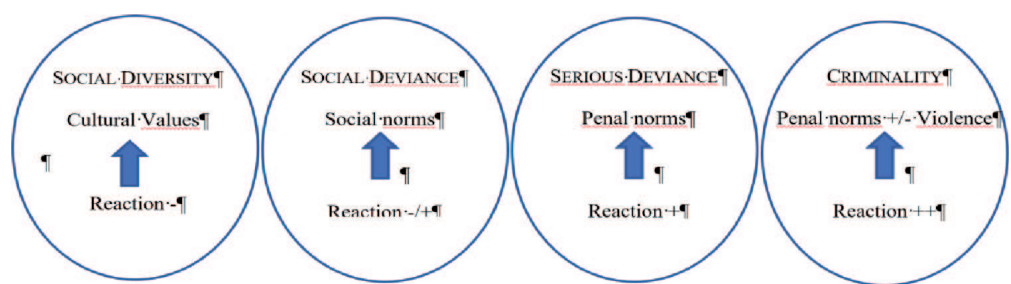 SOCIAL·DIVERSITY¶
Cultural·Values¶
¶
Reaction·-¶
SOCIAL·DEVIANCE¶
Social·norms¶
¶
Reaction·-/+¶
SERIOUS·DEVIANCE¶
Penal·norms¶
¶
Reaction·+¶
CRIMINALITY¶
Penal·norms·+/-·Violence¶
¶
Reaction·++¶